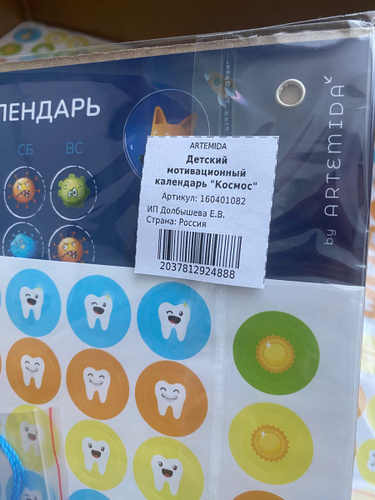 ЛЕНДАРЬ
СБ ВС
ARTEMIDA
Детский
мотивационный
календарь "Космос"
Артикул: 160401082
ИП Долбышева Е.В.
Страна: Россия
2037812924888
by ARTEMIDA